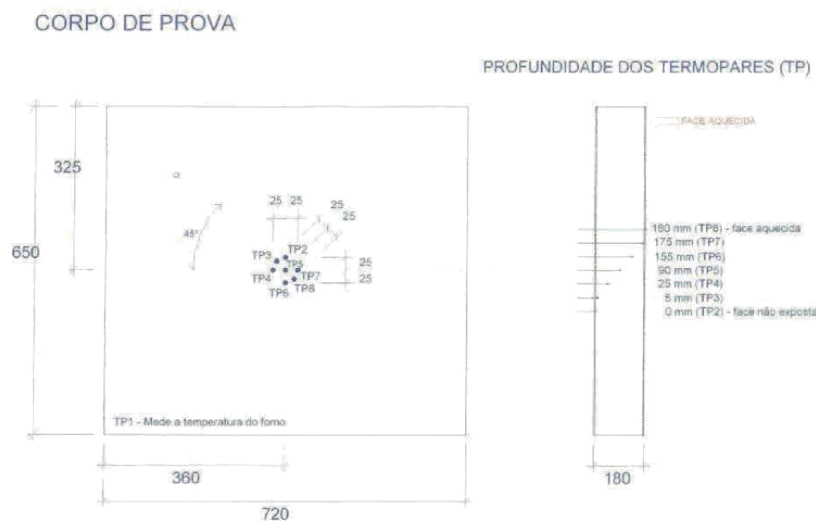 CORPO DE PROVA
PROFUNDIDADE DOS TERMOPARES (TP)
FACE AQUECIDA
325
25 25
25
25
45°
650
TP2
TP3
TP5
TP4
TP7
TP6
TP8
25
25
180 mm (TP8) - face aquecida
175 mm (TP7)
155 mm (TP6)
90 mm (TP5)
25 mm (TP4)
5 mm (TP3)
0 mm (TP2) - face não exposta
TP1 - Mede a temperatura do forno
360
180
720